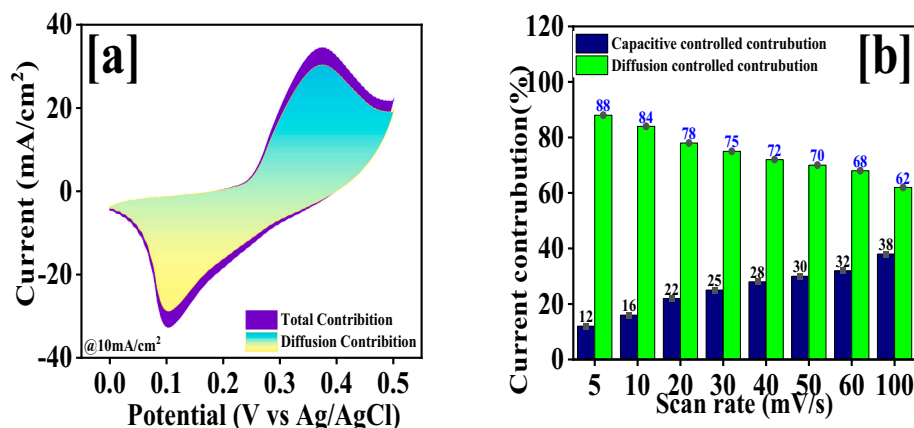 [a]
40
20
0
-20
-40
Current (mA/cm²)
Total Contribition
Diffusion Contribition
@10mA/cm²
0.0 0.1 0.2 0.3 0.4 0.5
Potential (V vs Ag/AgCl)
[b]
120
100
80
60
40
20
0
Current contrubution(%)
Capacitive controlled contrubution
Diffusion controlled contrubution
88 84 78 75 72 70 68 62
12 16 22 25 28 30 32 38
5 10 20 30 40 50 60 100
Scan rate (mV/s)